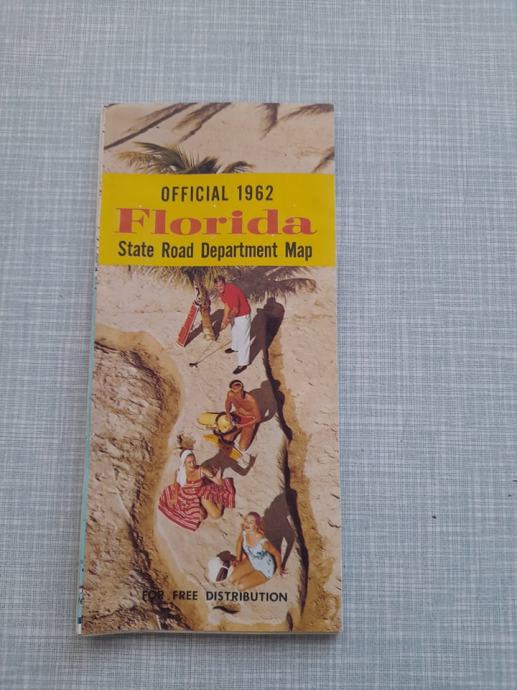 OFFICIAL 1962
Florida
State Road Department Map
FOR FREE DISTRIBUTION